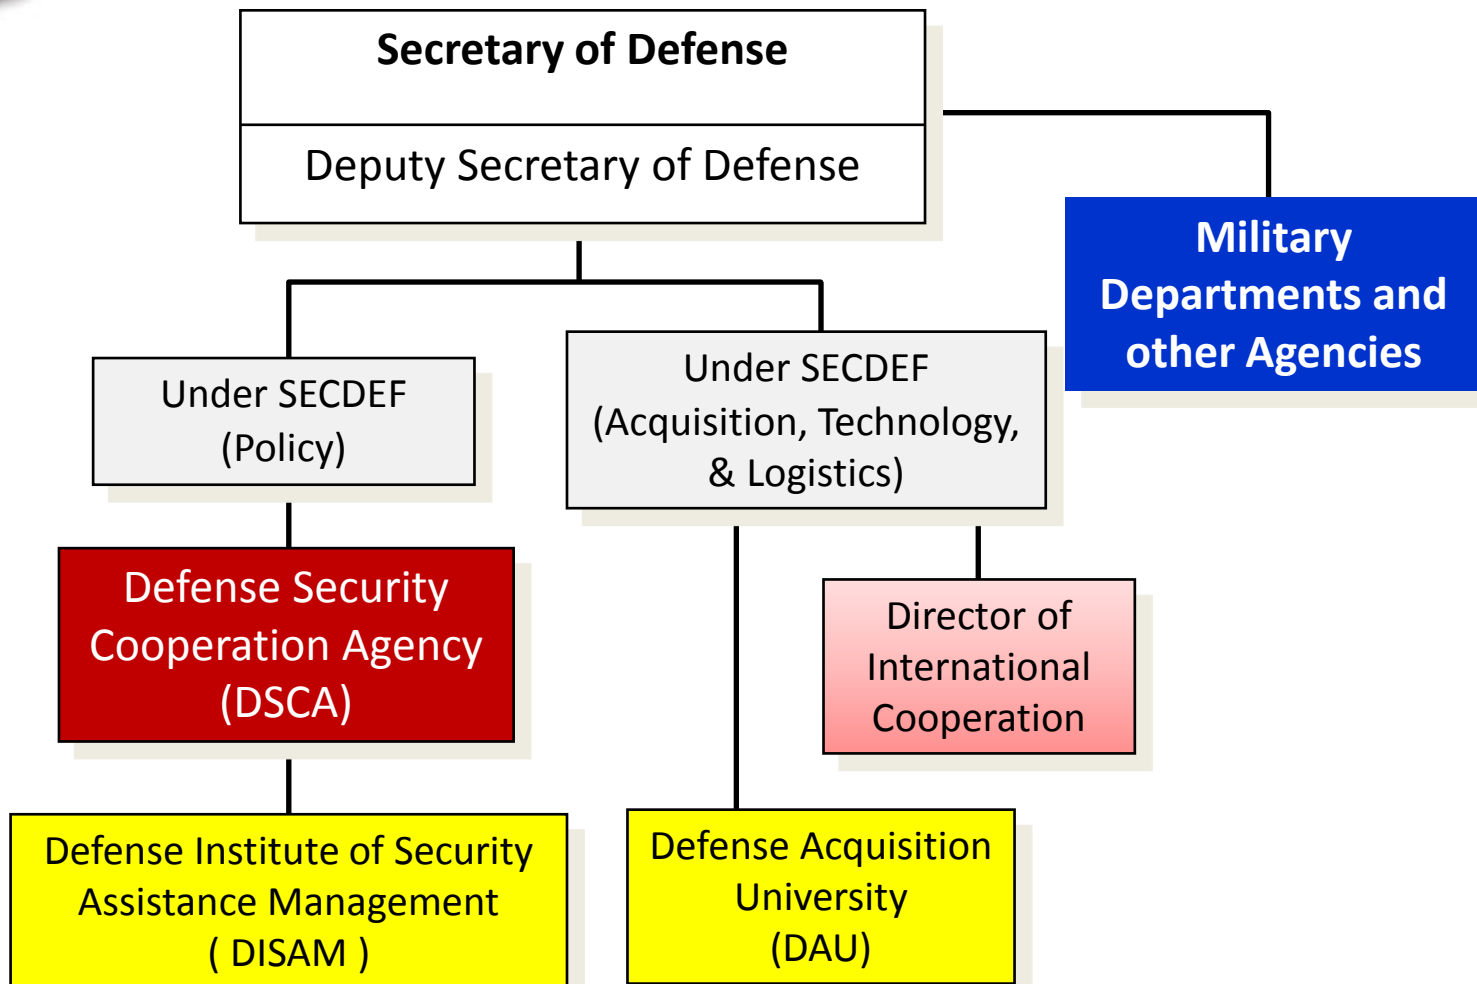 Secretary of Defense
Deputy Secretary of Defense
Military
Departments and
other Agencies
Under SECDEF
(Policy)
Under SECDEF
(Acquisition, Technology,
& Logistics)
Defense Security
Cooperation Agency
(DSCA)
Director of
International
Cooperation
Defense Institute of Security
Assistance Management
( DISAM )
Defense Acquisition
University
(DAU)